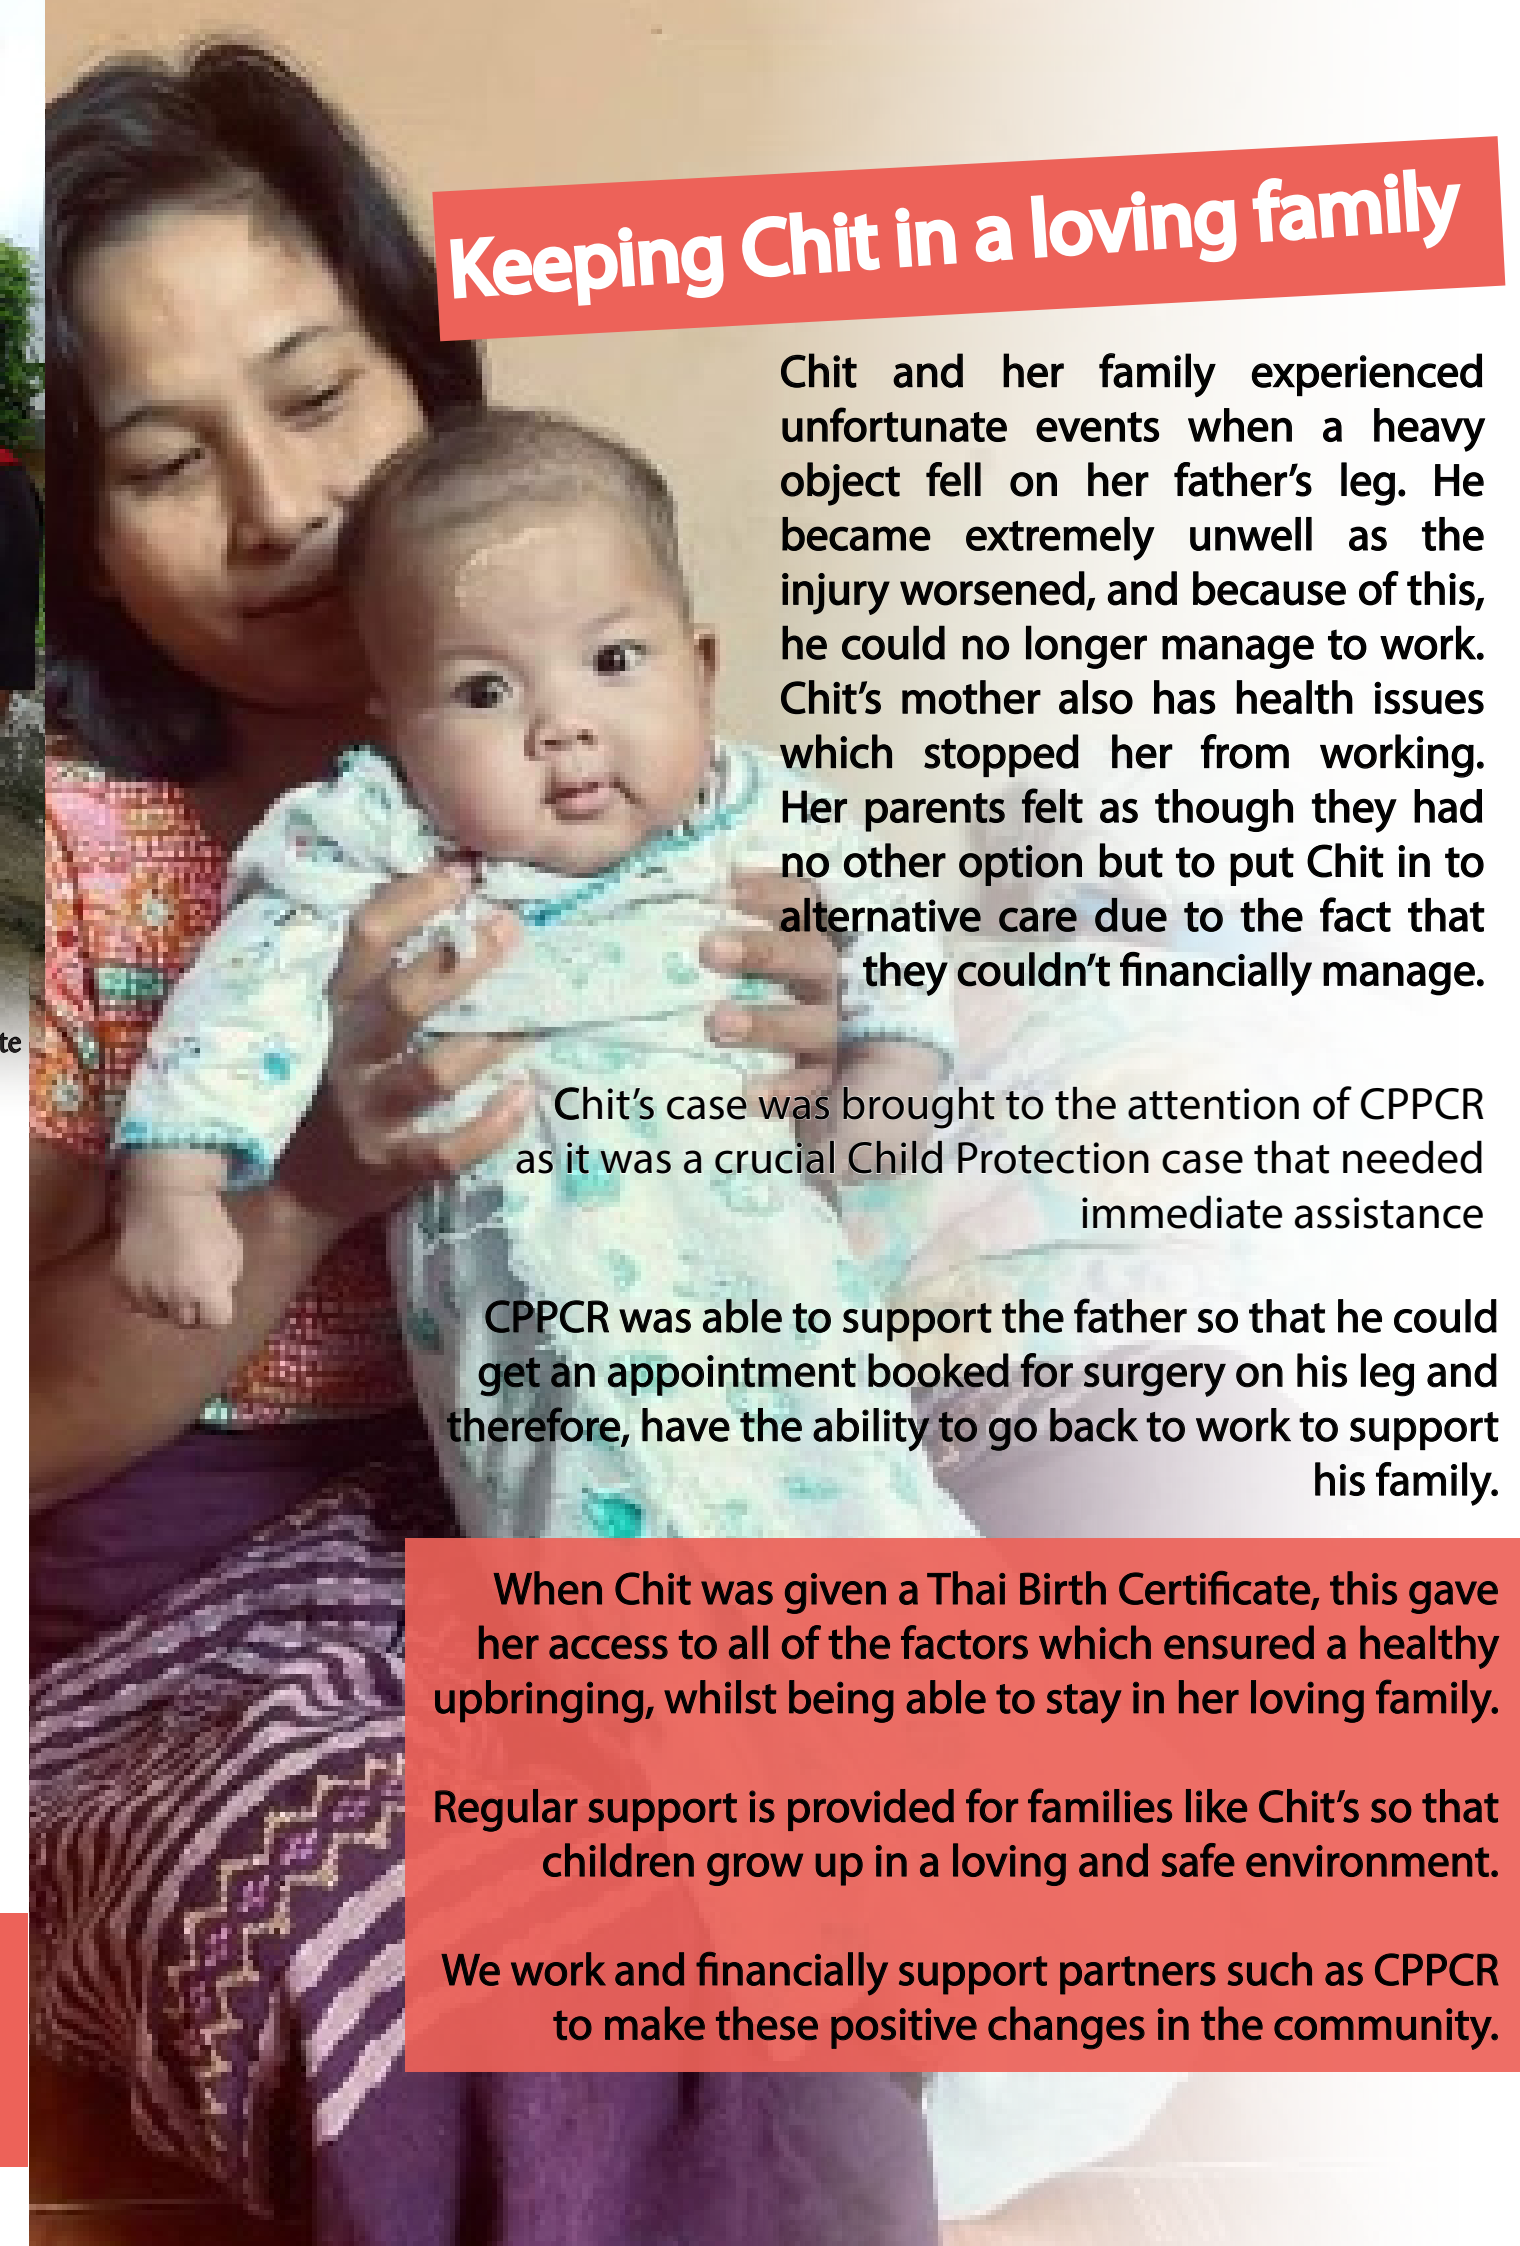 Keeping Chit in a loving family
Chit and her family experienced
unfortunate events when a heavy
object fell on her father’s leg. He
became extremely unwell as the
injury worsened, and because of this,
he could no longer manage to work.
Chit’s mother also has health issues
which stopped her from working.
Her parents felt as though they had
no other option but to put Chit in to
alternative care due to the fact that
they couldn’t financially manage.
te
Chit’s case was brought to the attention of CPPCR
as it was a crucial Child Protection case that needed
immediate assistance
CPPCR was able to support the father so that he could
get an appointment booked for surgery on his leg and
therefore, have the ability to go back to work to support
his family.
When Chit was given a Thai Birth Certificate, this gave
her access to all of the factors which ensured a healthy
upbringing, whilst being able to stay in her loving family.
Regular support is provided for families like Chit’s so that
children grow up in a loving and safe environment.
We work and financially support partners such as CPPCR
to make these positive changes in the community.